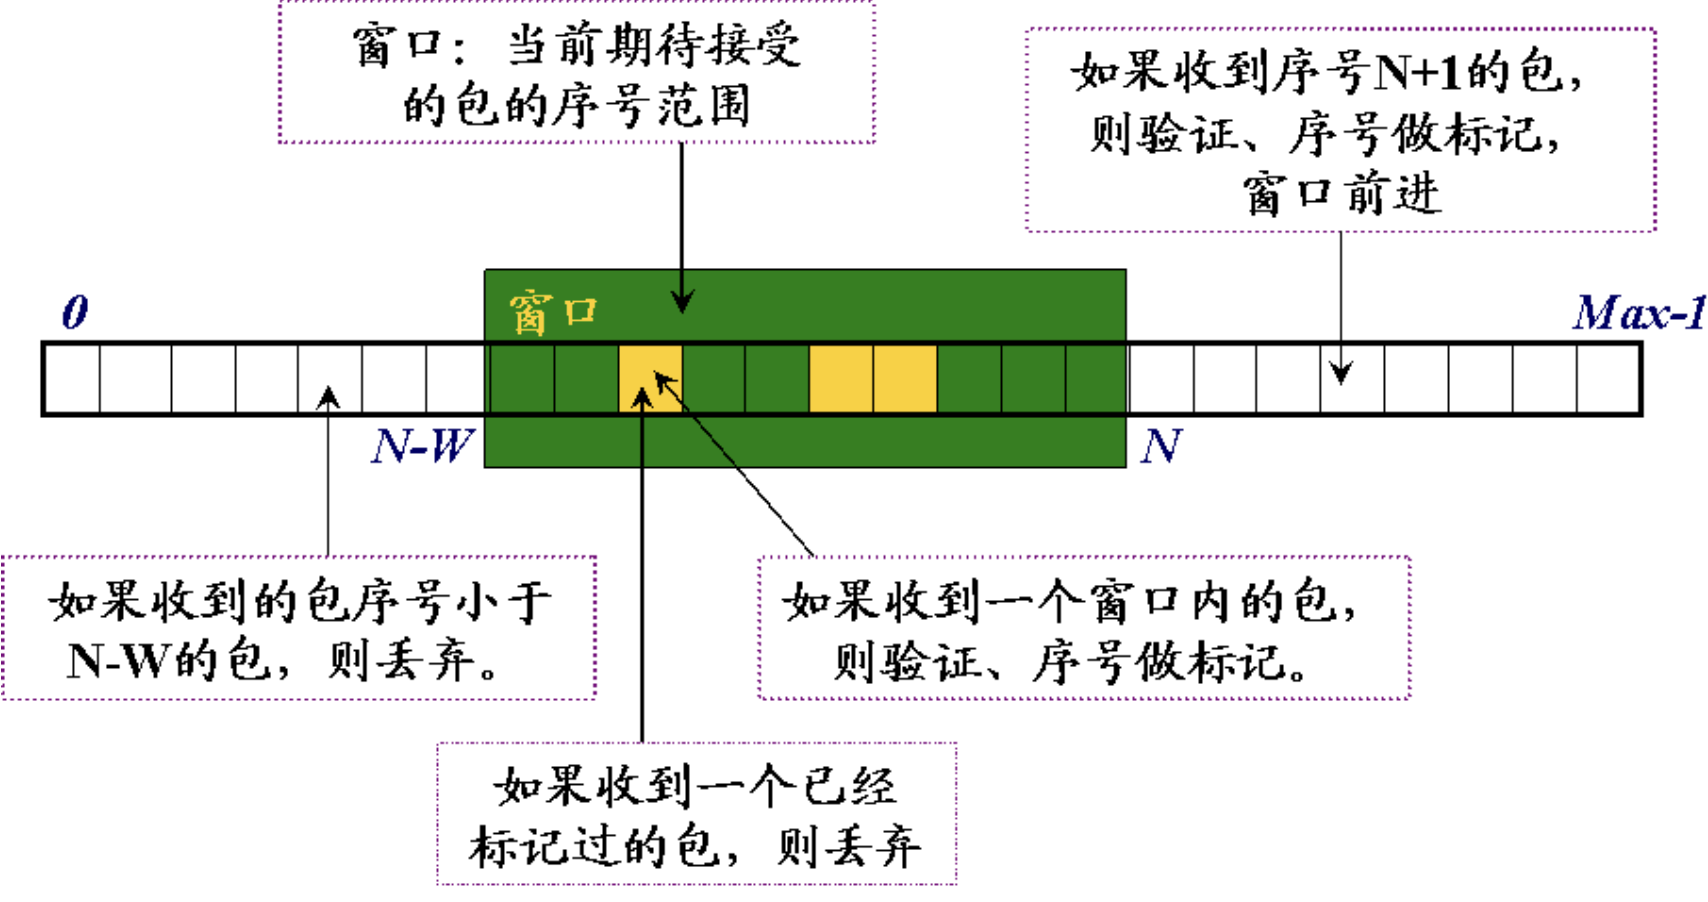 窗口：当前期待接受
的包的序号范围
如果收到序号N+1的包，
则验证、序号做标记，
窗口前进
0
窗口
Max-1
N-W
N
如果收到的包序号小于
N-W的包，则丢弃。
如果收到一个窗口内的包，
则验证、序号做标记。
如果收到一个已经
标记过的包，则丢弃